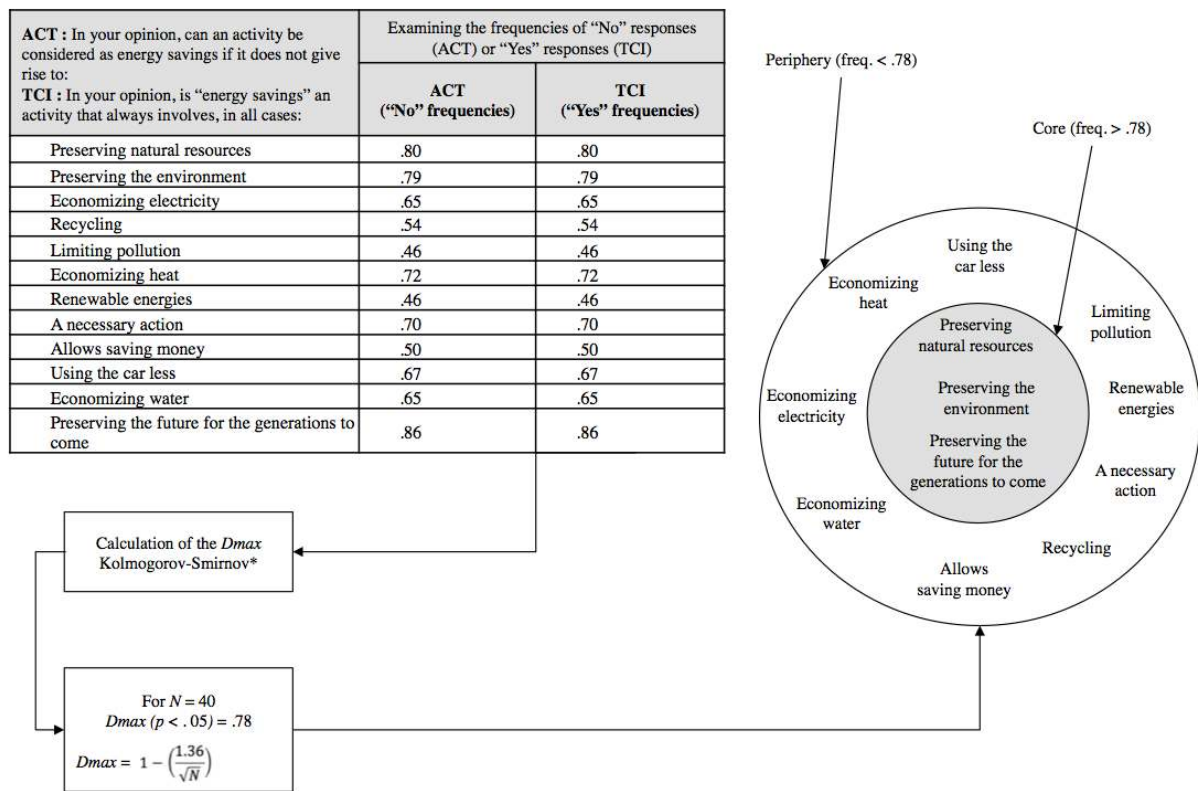 ACT : In your opinion, can an activity be
considered as energy savings if it does not give
rise to:
TCI : In your opinion, is “energy savings” an
activity that always involves, in all cases:
Examining the frequencies of “No” responses
(ACT) or “Yes” responses (TCI)
ACT
(“No” frequencies)
TCI
(“Yes” frequencies)
Preserving natural resources .80 .80
Preserving the environment .79 .79
Economizing electricity .65 .65
Recycling .54 .54
Limiting pollution .46 .46
Economizing heat .72 .72
Renewable energies .46 .46
A necessary action .70 .70
Allows saving money .50 .50
Using the car less .67 .67
Economizing water .65 .65
Preserving the future for the generations to
come .86 .86
Calculation of the Dmax
Kolmogorov-Smirnov*
For N = 40
Dmax (p < .05) = .78
Dmax = 1 − (1.36/√N)
Periphery (freq. < .78)
Core (freq. > .78)
Using the
car less
Economizing
heat
Limiting
pollution
Preserving
natural resources
Economizing
electricity
Preserving the
environment
Renewable
energies
Preserving the
future for the
generations to come
A necessary
action
Economizing
water
Recycling
Allows
saving money